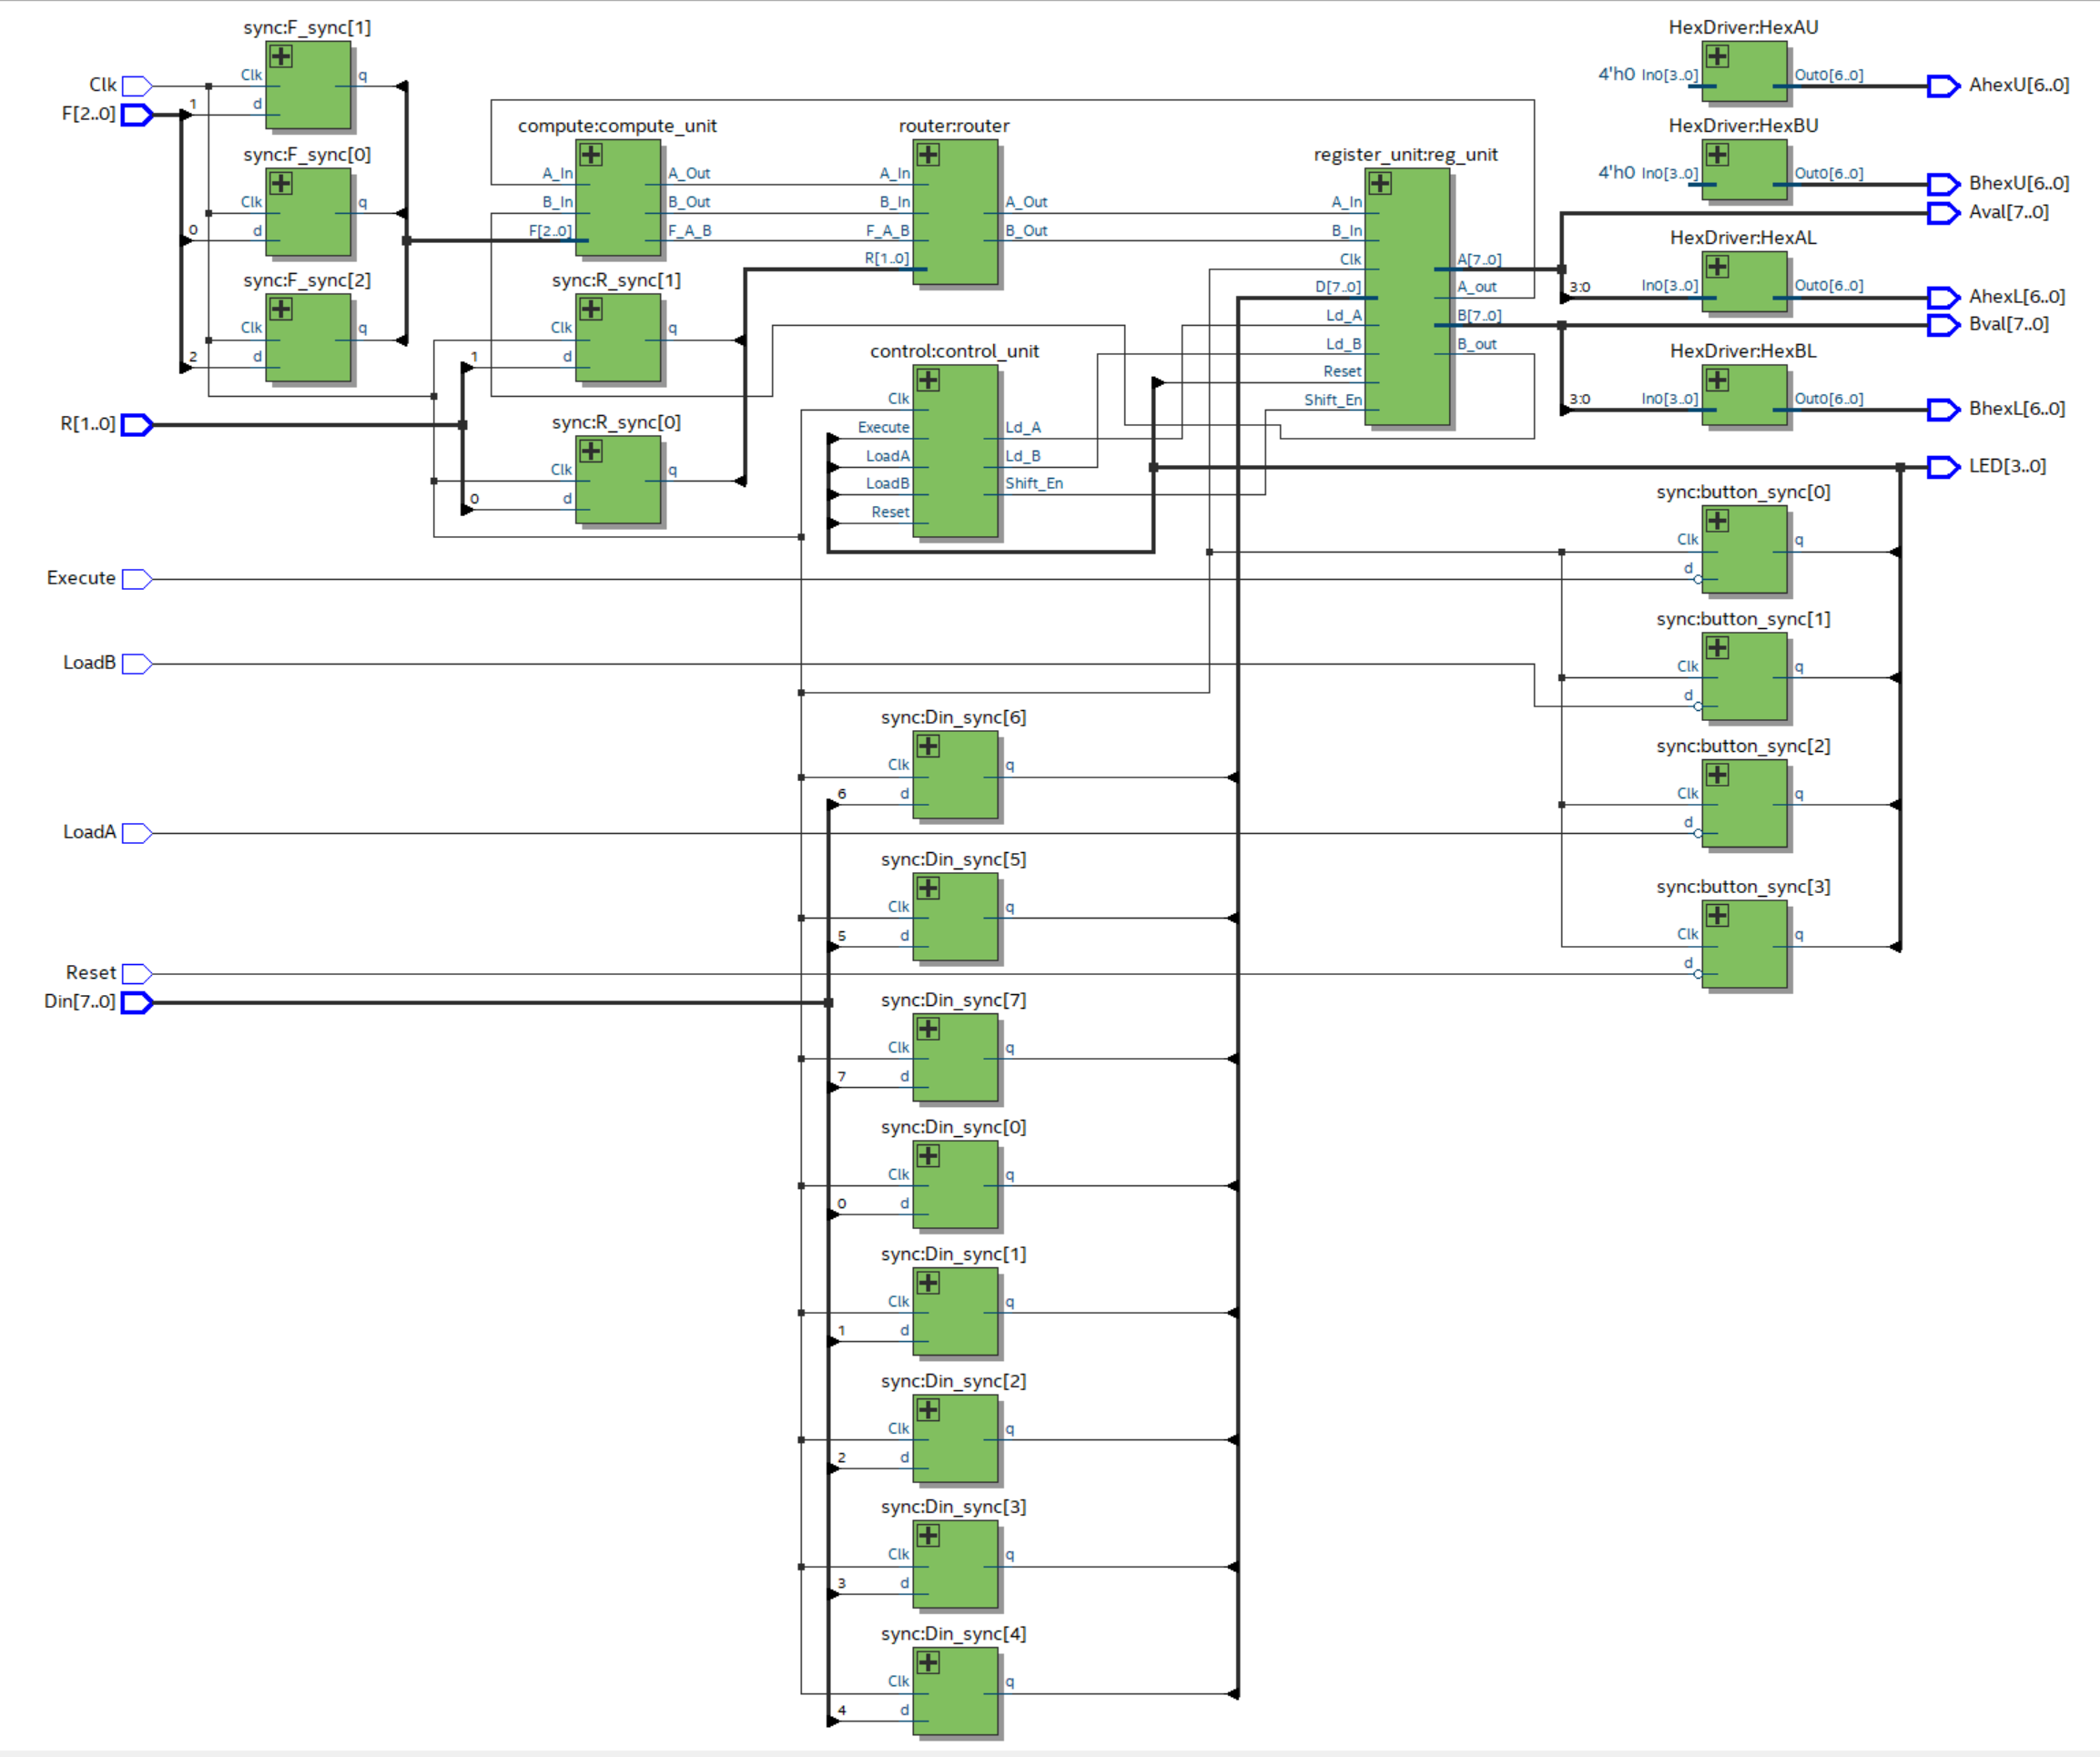 sync:F_sync[1]
Clk
d
q
1
Clk
F[2..0]
sync:F_sync[0]
Clk
d
q
0
sync:F_sync[2]
Clk
d
q
2
R[1..0]
compute:compute_unit
A_In
B_In
F[2..0]
A_Out
B_Out
F_A_B
sync:R_sync[1]
Clk
d
q
1
sync:R_sync[0]
Clk
d
q
0
router:router
A_In
B_In
F_A_B
R[1..0]
A_Out
B_Out
control:control_unit
Clk
Execute
LoadA
LoadB
Reset
Ld_A
Ld_B
Shift_En
register_unit:reg_unit
A_In
B_In
Clk
D[7..0]
Ld_A
Ld_B
Reset
Shift_En
A[7..0]
A_out
B[7..0]
B_out
HexDriver:HexAU
4'h0 In0[3..0]
Out0[6..0]
AhexU[6..0]
HexDriver:HexBU
4'h0 In0[3..0]
Out0[6..0]
BhexU[6..0]
Aval[7..0]
HexDriver:HexAL
3:0
In0[3..0]
Out0[6..0]
AhexL[6..0]
Bval[7..0]
HexDriver:HexBL
3:0
In0[3..0]
Out0[6..0]
BhexL[6..0]
LED[3..0]
sync:button_sync[0]
Clk
d
q
Execute
sync:button_sync[1]
Clk
d
q
LoadB
sync:button_sync[2]
Clk
d
q
LoadA
sync:button_sync[3]
Clk
d
q
Reset
Din[7..0]
sync:Din_sync[6]
Clk
d
q
6
sync:Din_sync[5]
Clk
d
q
5
sync:Din_sync[7]
Clk
d
q
7
sync:Din_sync[0]
Clk
d
q
0
sync:Din_sync[1]
Clk
d
q
1
sync:Din_sync[2]
Clk
d
q
2
sync:Din_sync[3]
Clk
d
q
3
sync:Din_sync[4]
Clk
d
q
4